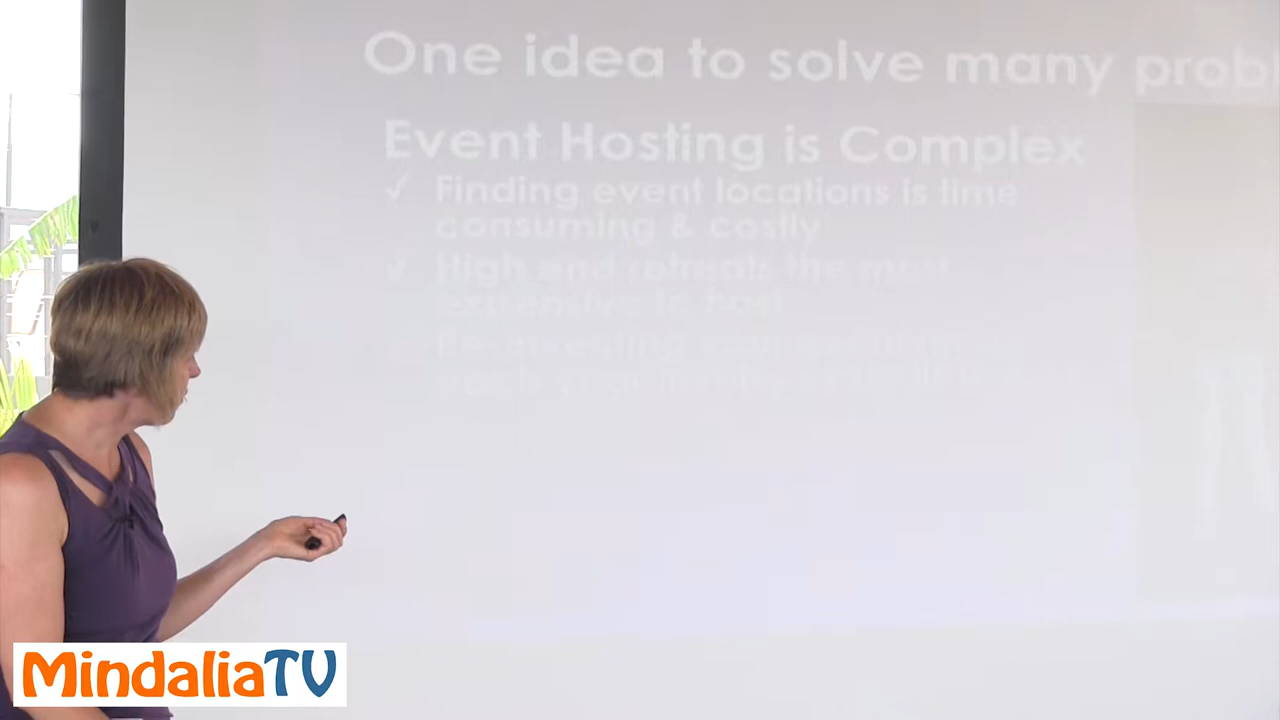 One idea to solve many prob
Event Hosting is Complex
✓ Finding event locations is time
consuming & costly
✓ High end retreats the most
expensive to host
MindaliaTV